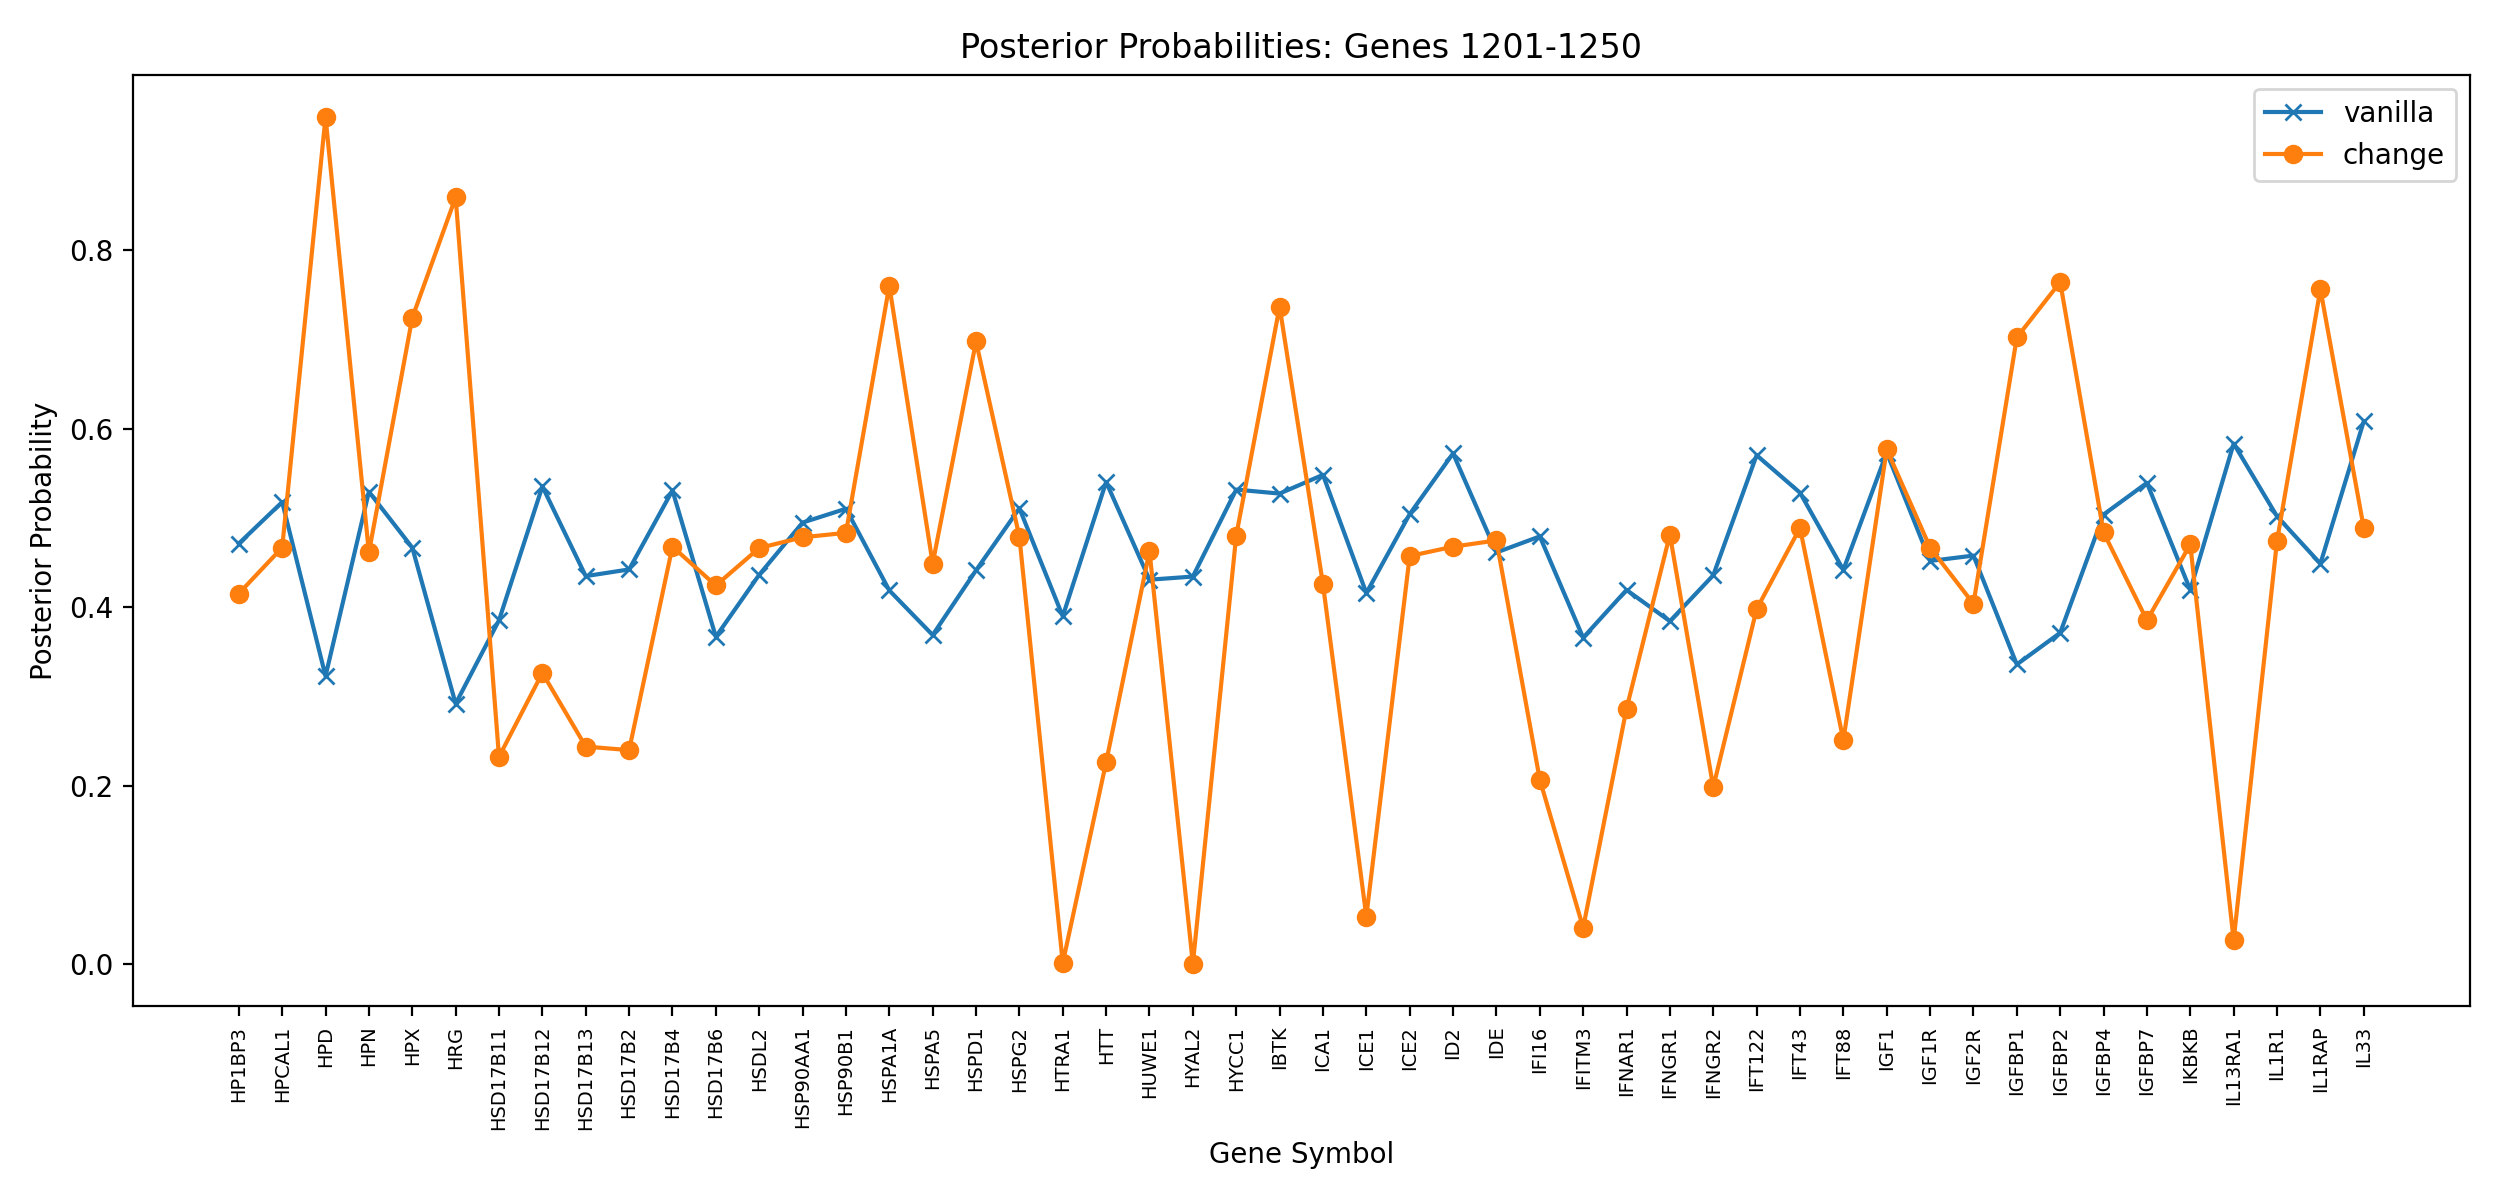 Posterior Probabilities: Genes 1201-1250
vanilla
change
Posterior Probability
0.8
0.6
0.4
0.2
0.0
HP1BP3
HPCAL1
HPD
HPN
HPX
HRG
HSD17B11
HSD17B12
HSD17B13
HSD17B2
HSD17B4
HSD17B6
HSDL2
HSP90AA1
HSP90B1
HSPA1A
HSPA5
HSPD1
HSPG2
HTRA1
HTT
HUWE1
HYAL2
HYCC1
IBTK
ICA1
ICE1
ICE2
ID2
IDE
IFI16
IFITM3
IFNAR1
IFNGR1
IFNGR2
IFT122
IFT43
IFT88
IGF1
IGF1R
IGF2R
IGFBP1
IGFBP2
IGFBP4
IGFBP7
IKBKB
IL13RA1
IL1R1
IL1RAP
IL33
Gene Symbol